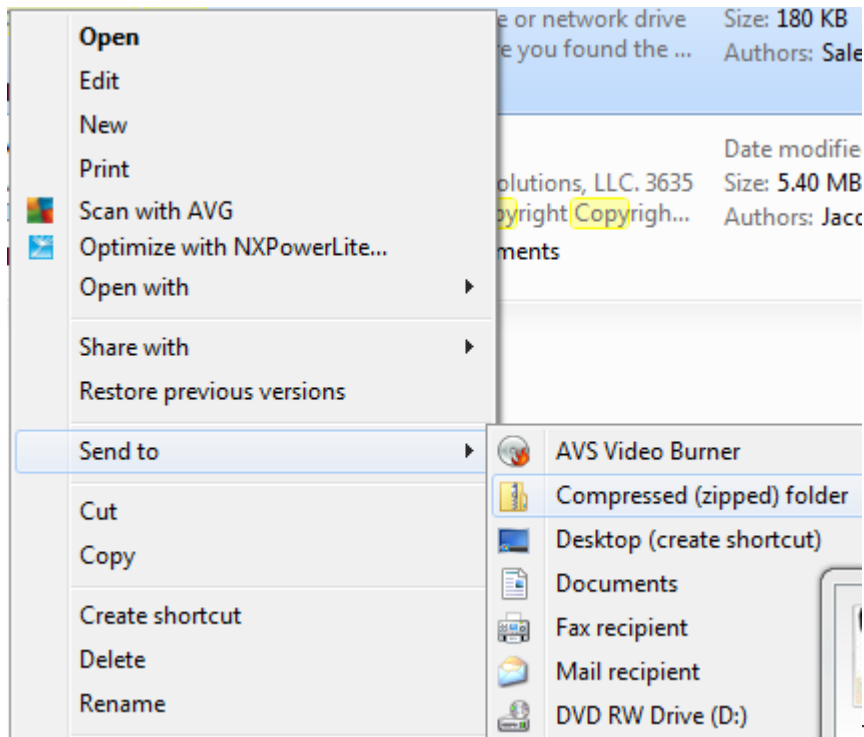 Open
Edit
New
Print
Scan with AVG
Optimize with NXPowerLite...
Open with
Share with
Restore previous versions
Send to
Cut
Copy
Create shortcut
Delete
Rename
e or network drive
e you found the ...
Size: 180 KB
Authors: Sale
Date modifie
olutions, LLC. 3635
Size: 5.40 MB
pyright Copyrigh...
Authors: Jaco
ments
AVS Video Burner
Compressed (zipped) folder
Desktop (create shortcut)
Documents
Fax recipient
Mail recipient
DVD RW Drive (D:)